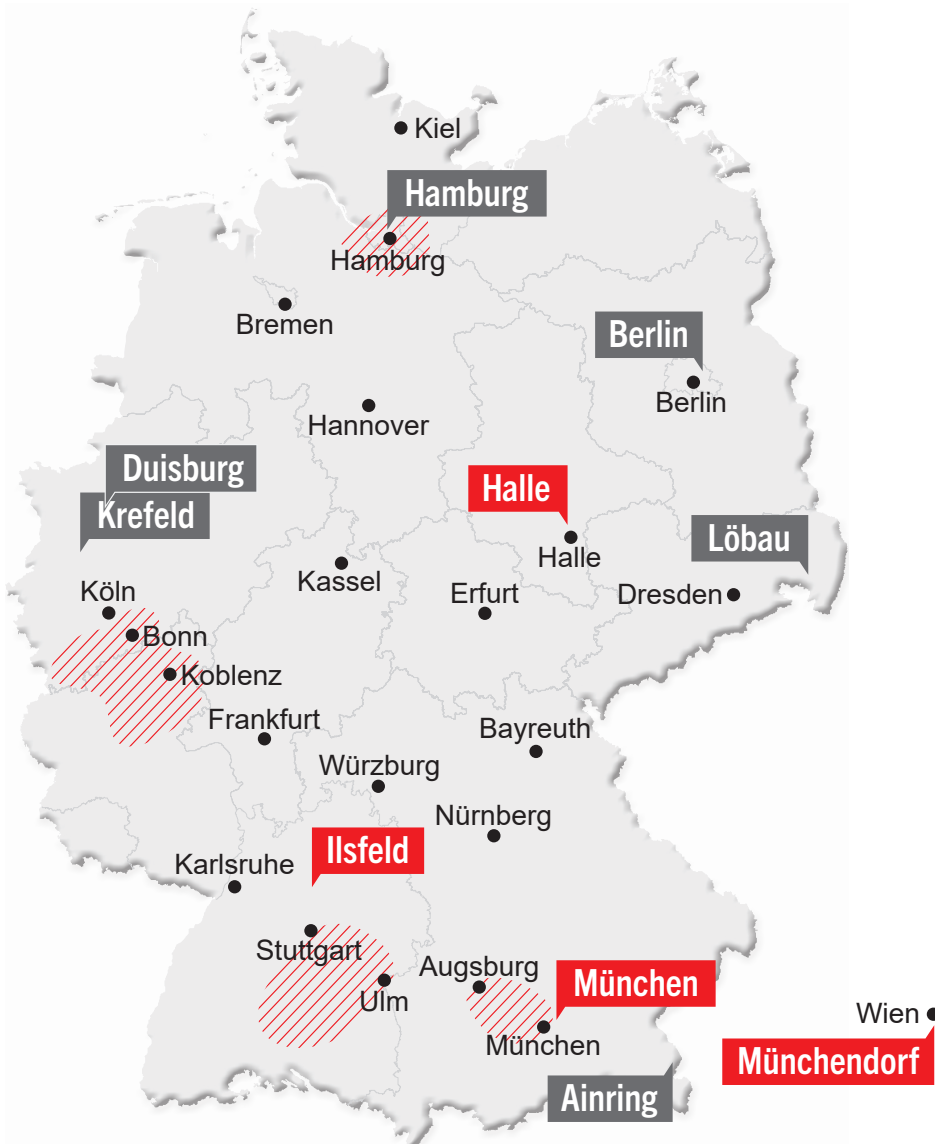 Kiel
Hamburg
Hamburg
Bremen
Berlin
Berlin
Hannover
Duisburg
Krefeld
Halle
Halle
Löbau
Kassel
Köln
Erfurt
Dresden
Bonn
Koblenz
Frankfurt
Bayreuth
Würzburg
Nürnberg
Ilsfeld
Karlsruhe
Stuttgart
Augsburg
Ulm
München
München
Wien
Münchendorf
Ainring